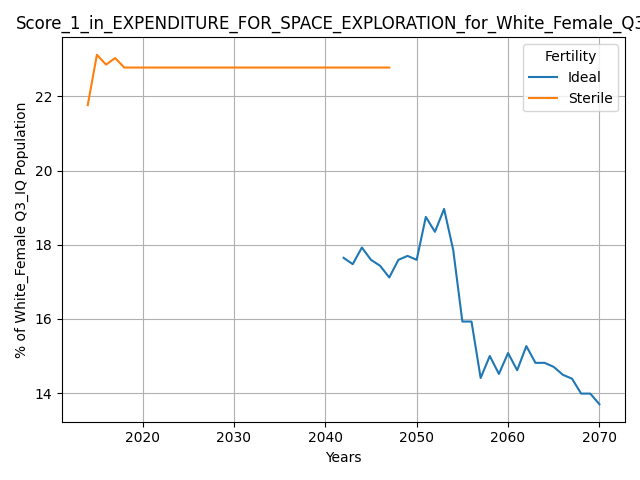 Score_1_in_EXPENDITURE_FOR_SPACE_EXPLORATION_for_White_Female_Q3
Fertility
Ideal
Sterile
% of White_Female Q3_IQ Population
22
20
18
16
14
2020 2030 2040 2050 2060 2070
Years